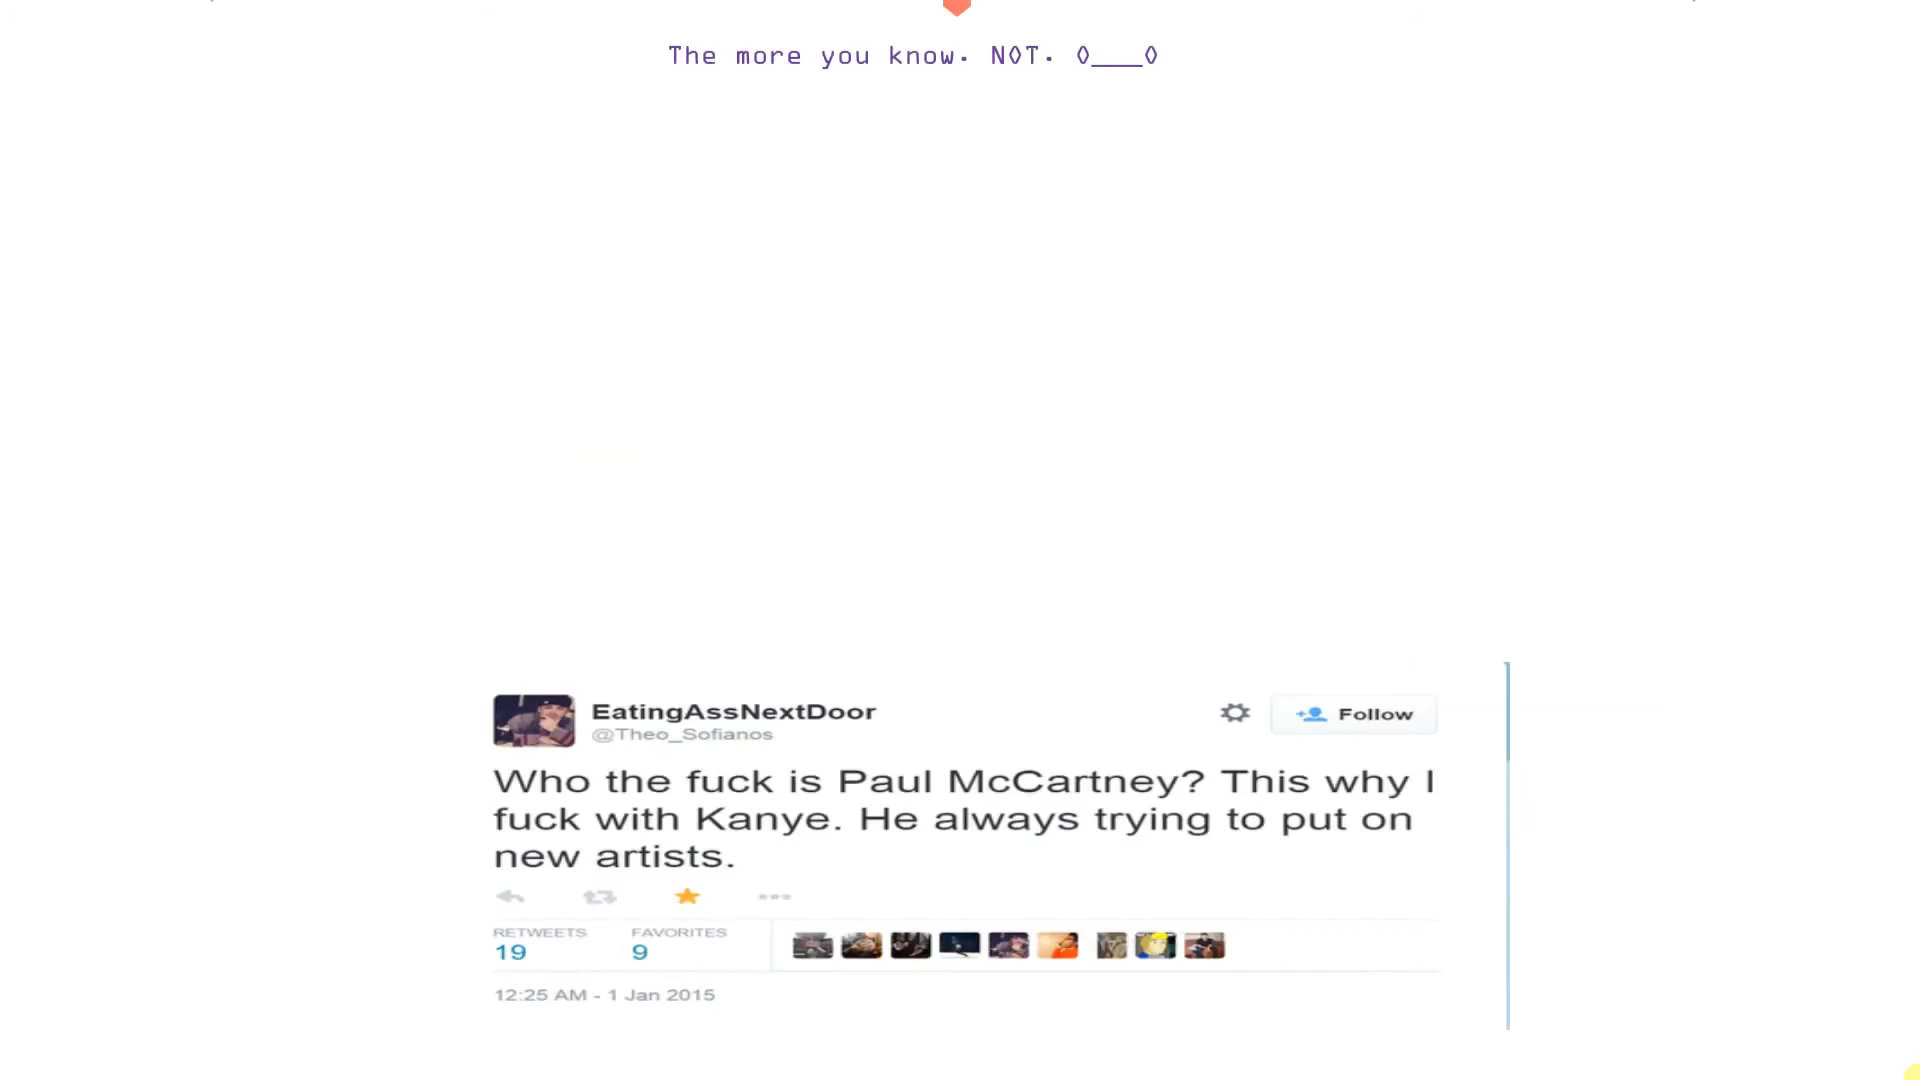 The more you know. NOT. 0___0
EatingAssNextDoor
@Theo_Sofianos
Follow
Who the fuck is Paul McCartney? This why I
fuck with Kanye. He always trying to put on
new artists.
RETWEETS FAVORITES
19 9
12:25 AM - 1 Jan 2015